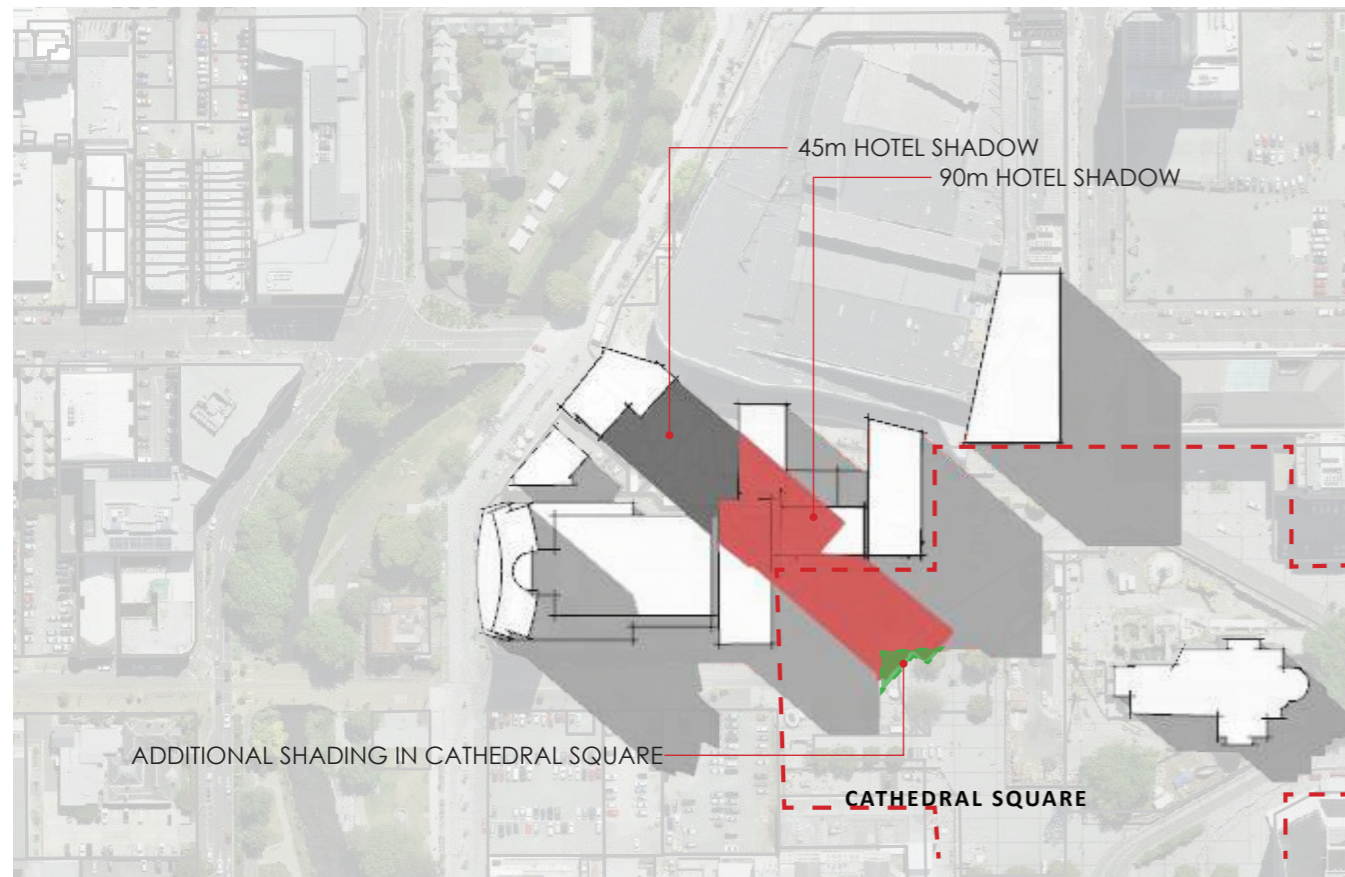 45m HOTEL SHADOW
90m HOTEL SHADOW
ADDITIONAL SHADING IN CATHEDRAL SQUARE
CATHEDRAL SQUARE